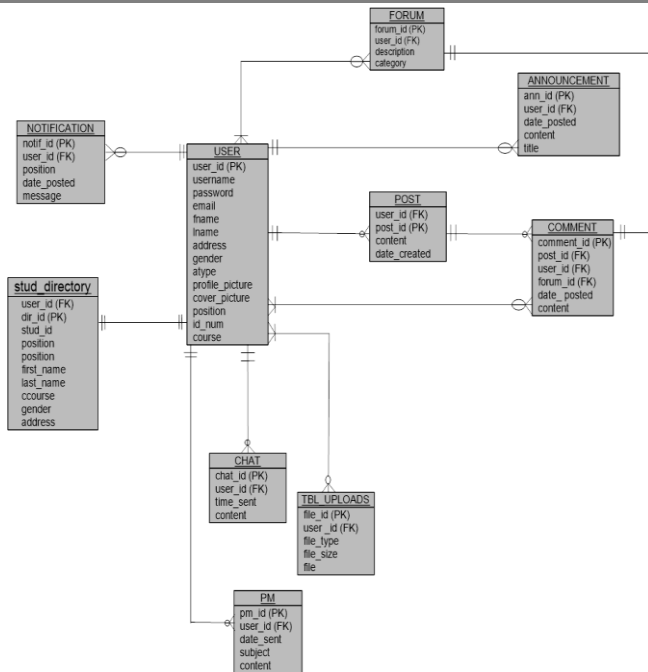 FORUM
forum_id (PK)
user_id (FK)
description
category
ANNOUNCEMENT
ann_id (PK)
user_id (FK)
date_posted
content
title
NOTIFICATION
notif_id (PK)
user_id (FK)
position
date_posted
message
USER
user_id (PK)
username
password
email
fname
lname
address
gender
atype
profile_picture
cover_picture
position
id_num
course
POST
user_id (FK)
post_id (PK)
content
date_created
COMMENT
comment_id (PK)
post_id (FK)
user_id (FK)
forum_id (FK)
date_ posted
content
stud_directory
user_id (FK)
dir_id (PK)
stud_id
position
position
first_name
last_name
ccourse
gender
address
CHAT
chat_id (PK)
user_id (FK)
time_sent
content
TBL_UPLOADS
file_id (PK)
user _id (FK)
file_type
file_size
file
PM
pm_id (PK)
user_id (FK)
date_sent
subject
content